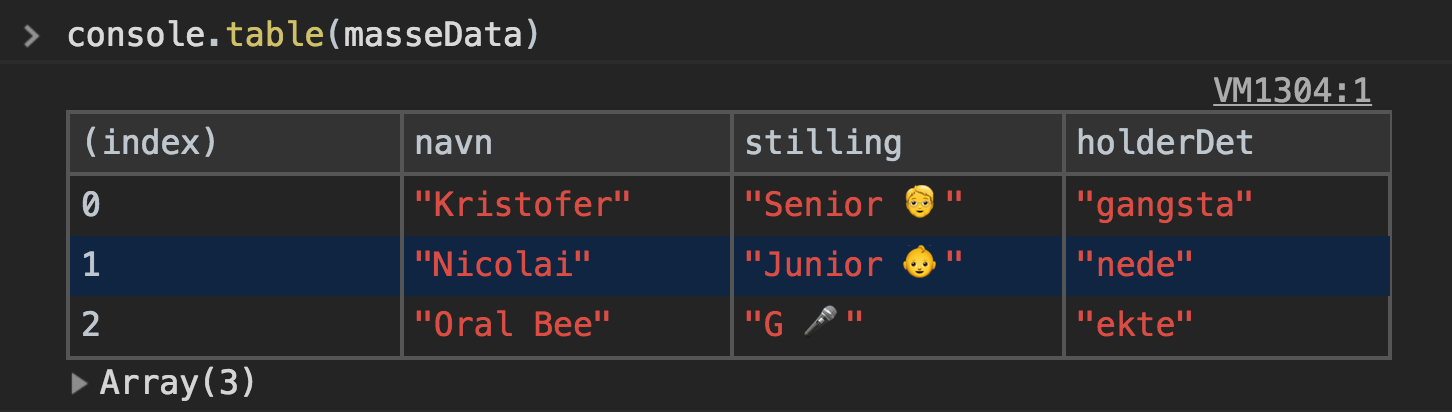 > console.table(masseData)
VM1304:1
(index) navn stilling holderDet
0 "Kristofer" "Senior 🧓" "gangsta"
1 "Nicolai" "Junior 👶" "nede"
2 "Oral Bee" "G 🎤" "ekte"
▶ Array(3)